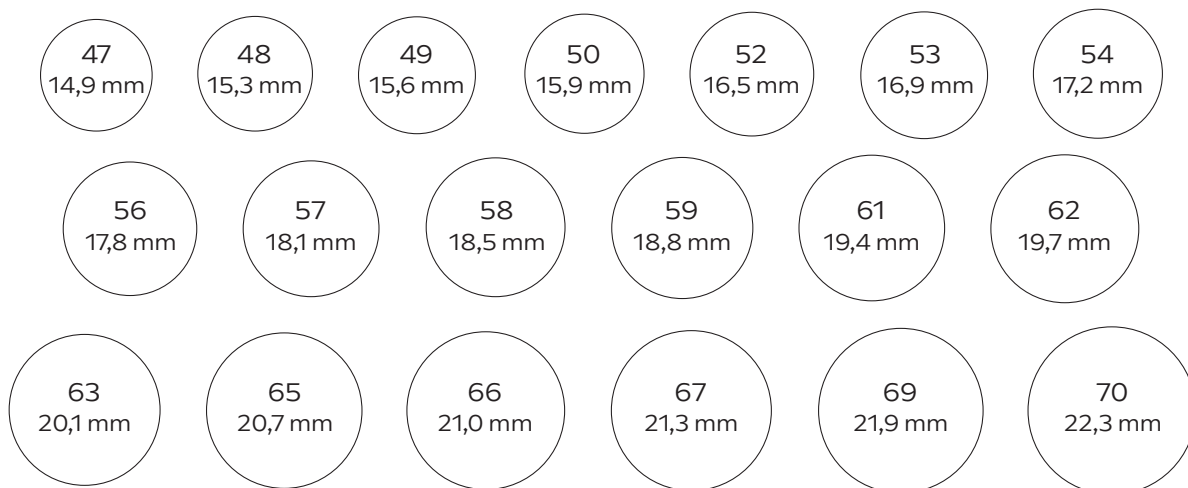 47
14,9 mm
48
15,3 mm
49
15,6 mm
50
15,9 mm
52
16,5 mm
53
16,9 mm
54
17,2 mm
56
17,8 mm
57
18,1 mm
58
18,5 mm
59
18,8 mm
61
19,4 mm
62
19,7 mm
63
20,1 mm
65
20,7 mm
66
21,0 mm
67
21,3 mm
69
21,9 mm
70
22,3 mm